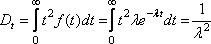 D_t = ∫_0^∞ t^2 f(t)dt = ∫_0^∞ t^2 λe^{-λt} dt = 1/λ^2